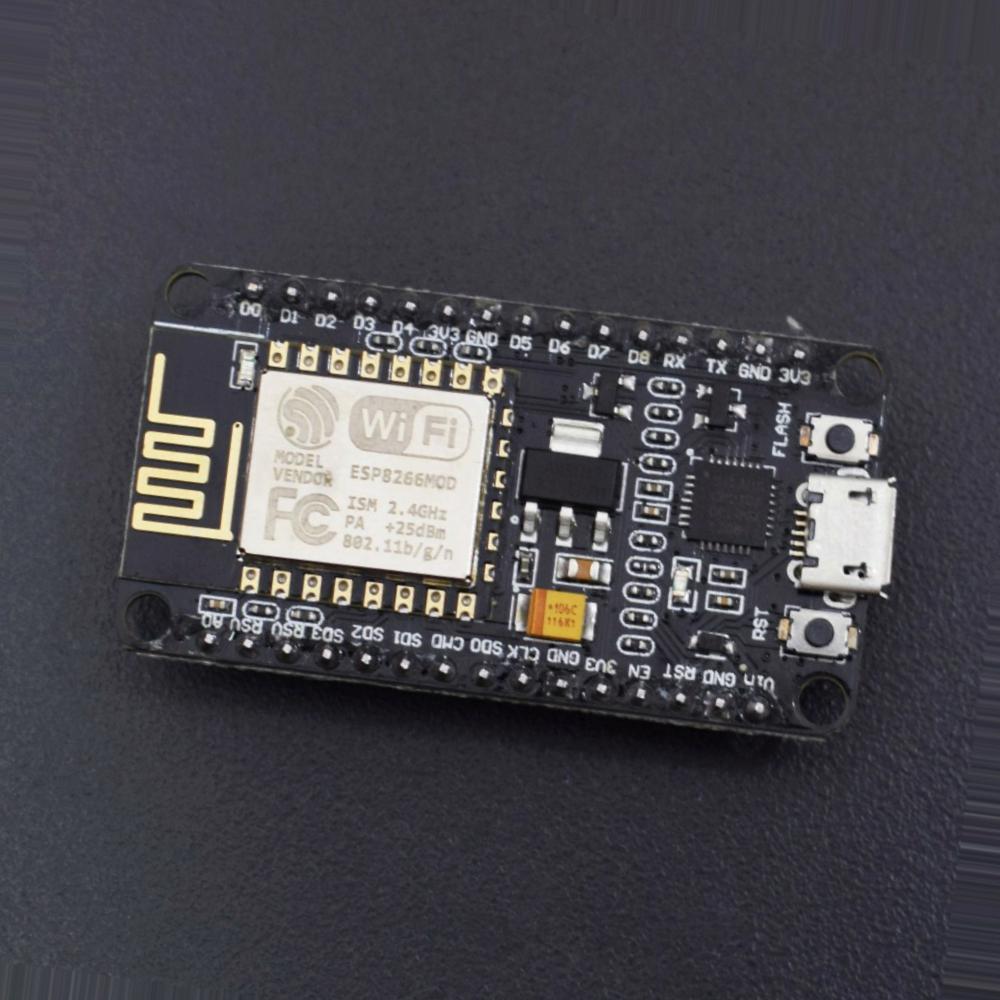 D0 D1 D2 D3 D4 3V3 GND D5 D6 D7 D8 RX TX GND 3V3
FLASH
WiFi
MODEL
VENDOR
ESP8266MOD
FC
ISM 2.4GHz
PA +25dBm
802.11b/g/n
106C
RST
A0 RSV RSV SD3 SD2 SD1 CMD SD0 CLK GND 3V3 EN RST GND Vin